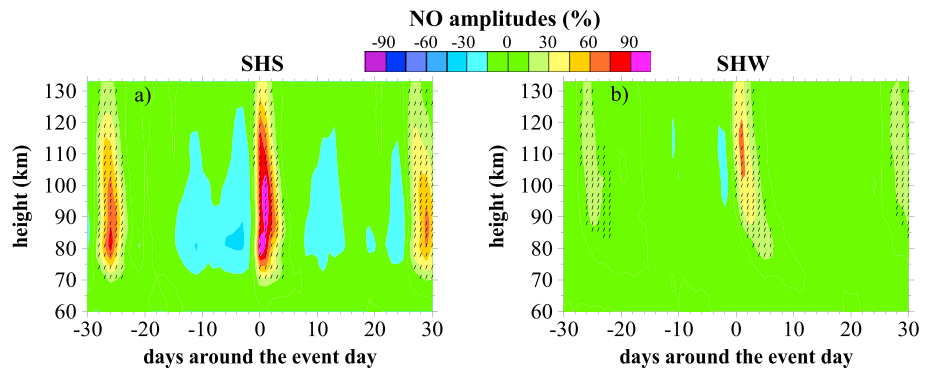 NO amplitudes (%)
-90 -60 -30 0 30 60 90
SHS SHW
a) b)
130 130
120 120
110 110
100 100
90 90
80 80
70 70
60 60
height (km) height (km)
-30 -20 -10 0 10 20 30 -30 -20 -10 0 10 20 30
days around the event day days around the event day